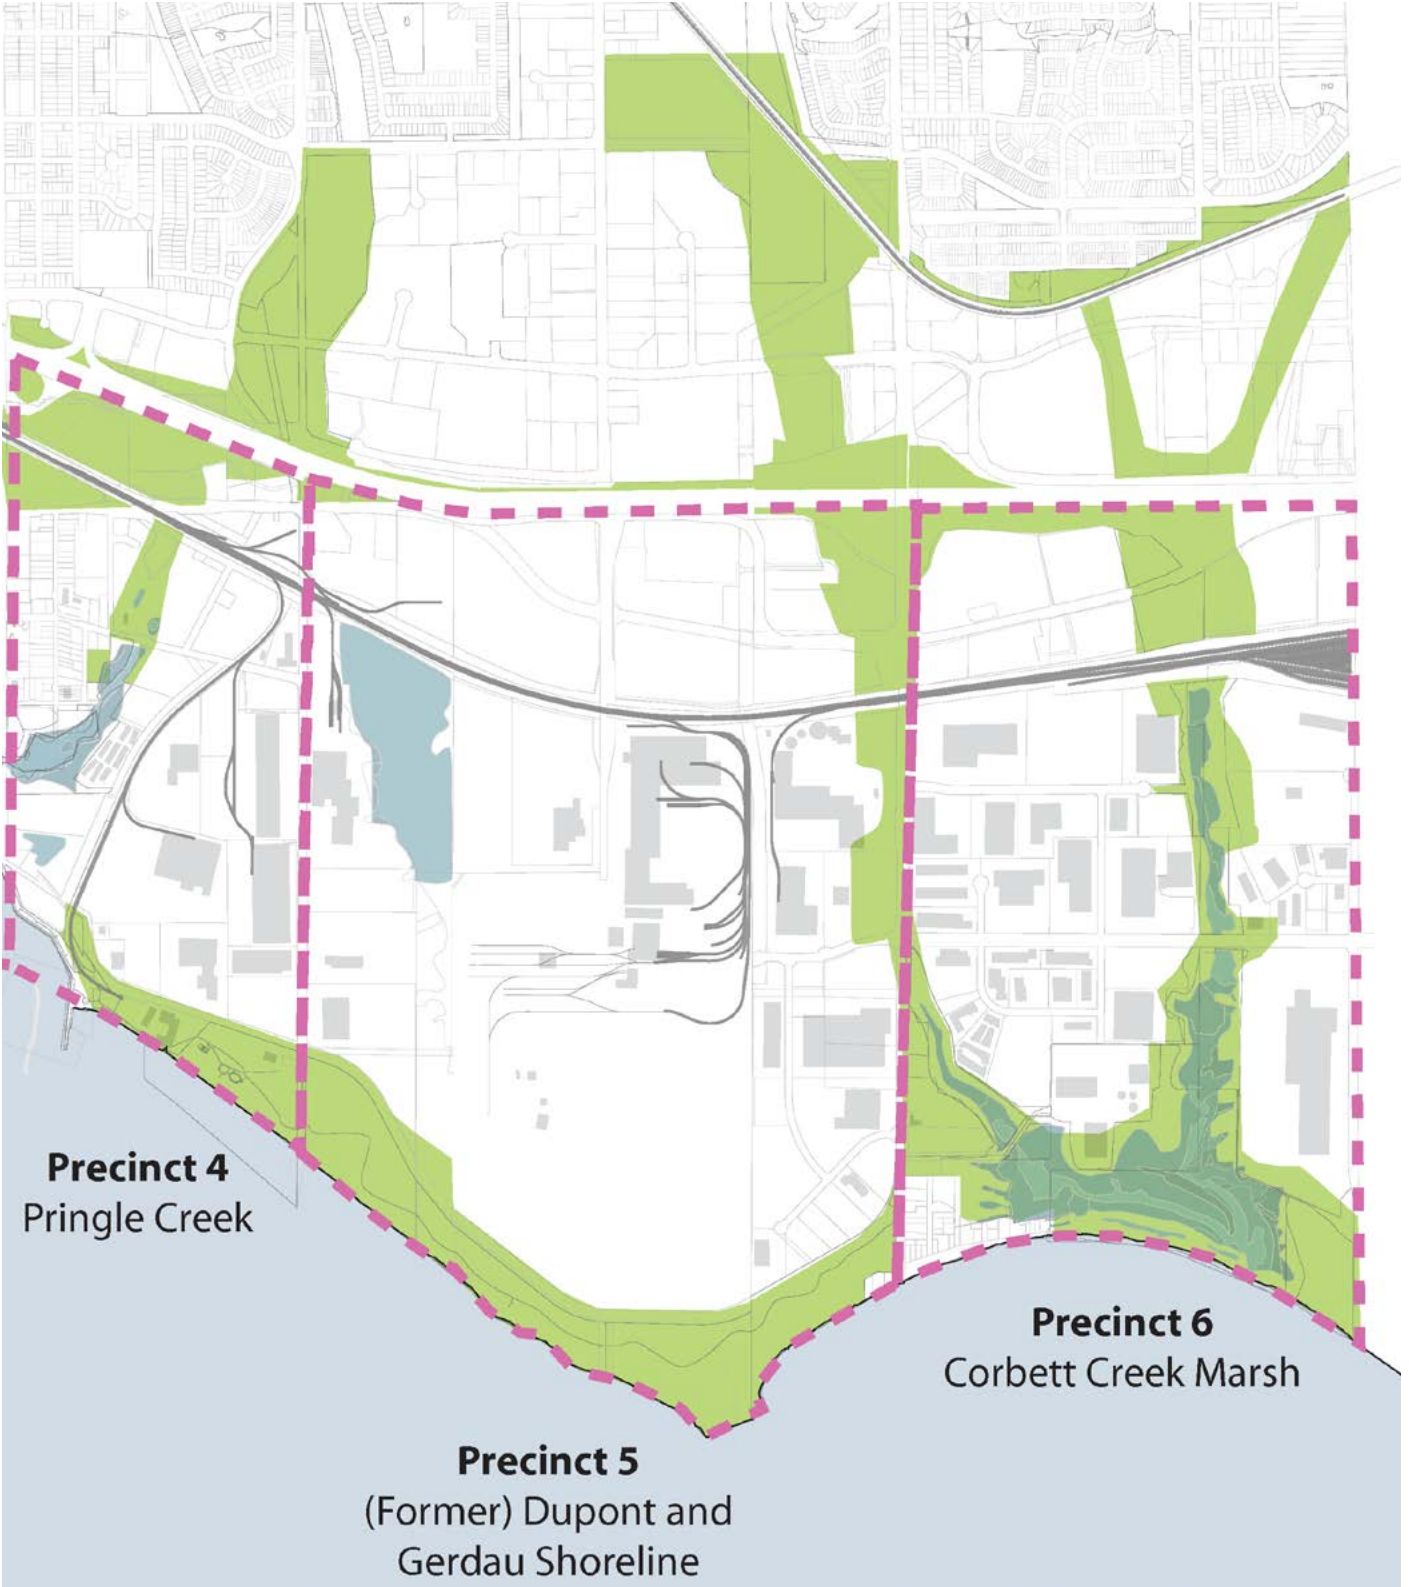 Precinct 4
Pringle Creek
Precinct 6
Corbett Creek Marsh
Precinct 5
(Former) Dupont and
Gerdau Shoreline